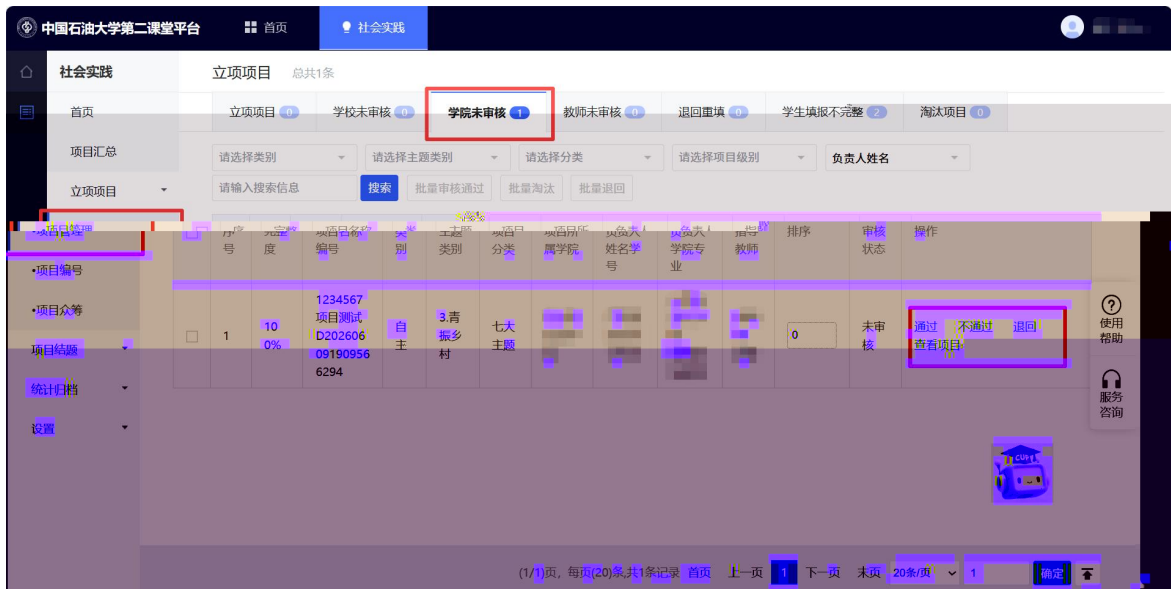 中国石油大学第二课堂平台 首页 社会实践
社会实践
首页
项目汇总
立项项目
•项目管理
•项目编号
•项目众筹
项目结题
统计归档
设置
立项项目 总共1条
立项项目 0 学校未审核 0 学院未审核 1 教师未审核 0 退回重填 0 学生填报不完整 2 淘汰项目 0
请选择类别 请选择主题类别 请选择分类 请选择项目级别 负责人姓名
请输入搜索信息 搜索 批量审核通过 批量淘汰 批量退回
序号 完整度 项目名称编号 类别 主题类别 项目分类 项目所属学院 负责人姓名学号 负责人学院专业 指导教师 排序 审核状态 操作
1234567
项目测试
D202606
09190956
6294
1 100% 自主 3.青振乡村 七大主题 0 未审核 通过 不通过 退回
查看项目
使用
帮助
服务
咨询
CUP
(1/1)页，每页(20)条,共1条记录 首页 上一页 1 下一页 末页 20条/页 1 确定